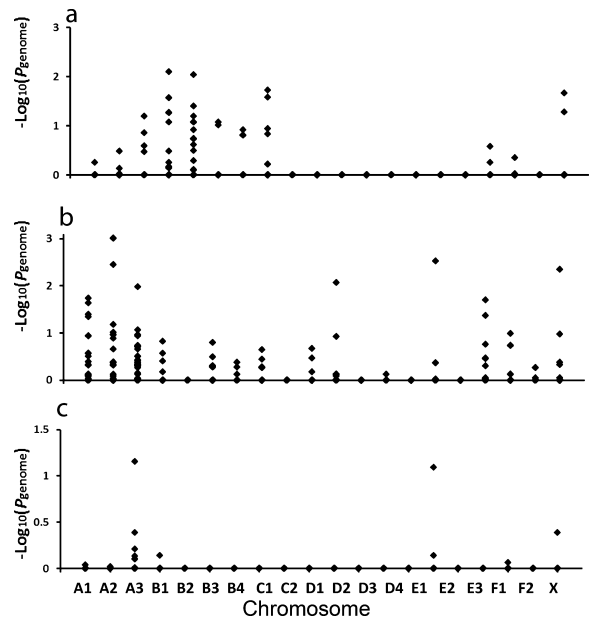 a
-Log10(Pgenome)
3
2
1
0
b
-Log10(Pgenome)
3
2
1
0
c
-Log10(Pgenome)
1.5
1
0.5
0
A1 A2 A3 B1 B2 B3 B4 C1 C2 D1 D2 D3 D4 E1 E2 E3 F1 F2 X
Chromosome